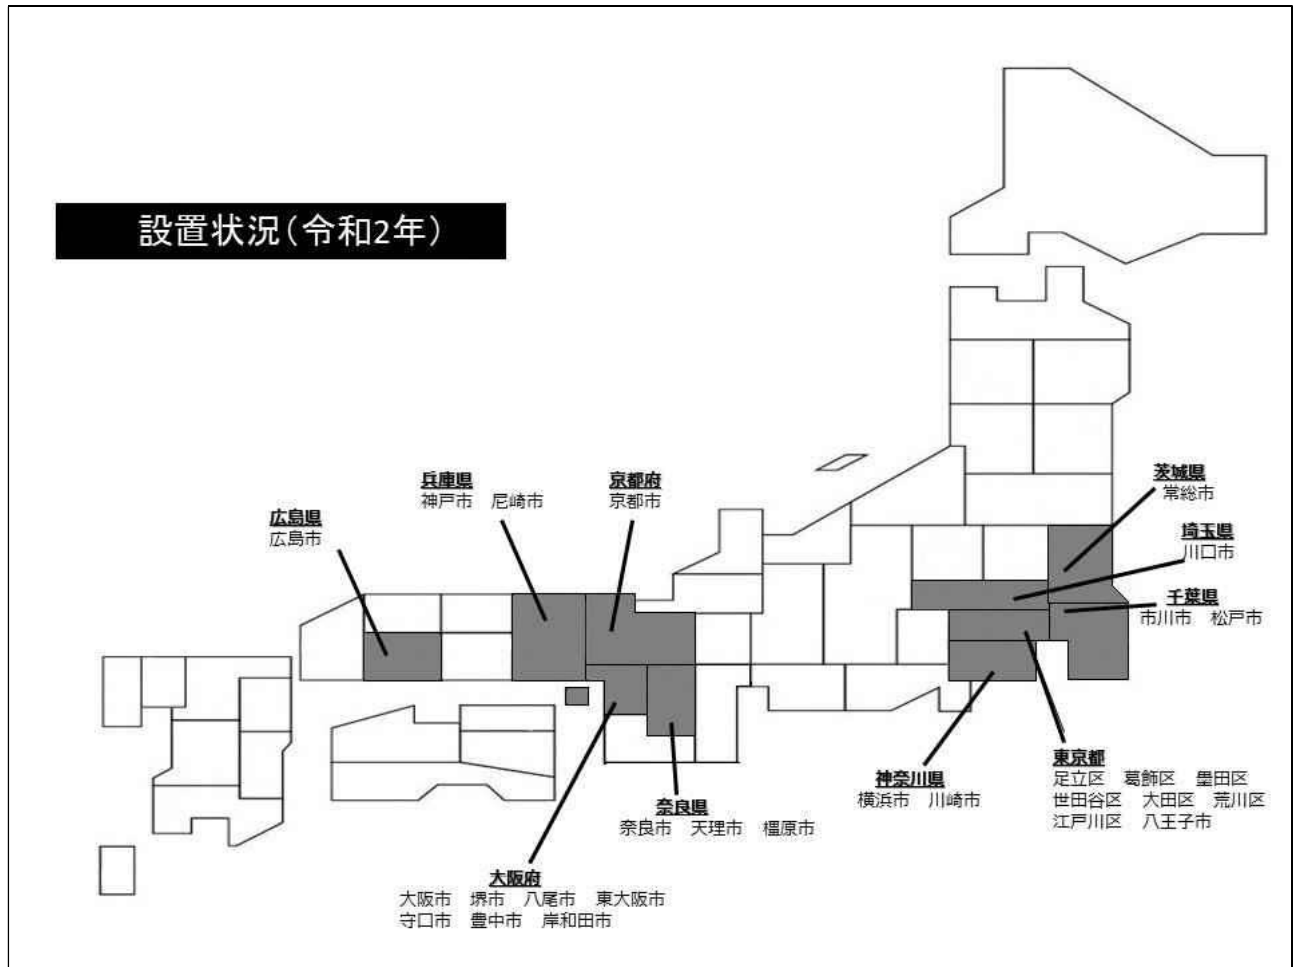 設置状況(令和2年)
兵庫県
神戸市 尼崎市
京都府
京都市
広島県
広島市
茨城県
常総市
埼玉県
川口市
千葉県
市川市 松戸市
東京都
足立区 葛飾区 墨田区
世田谷区 大田区 荒川区
江戸川区 八王子市
神奈川県
横浜市 川崎市
奈良県
奈良市 天理市 橿原市
大阪府
大阪市 堺市 八尾市 東大阪市
守口市 豊中市 岸和田市